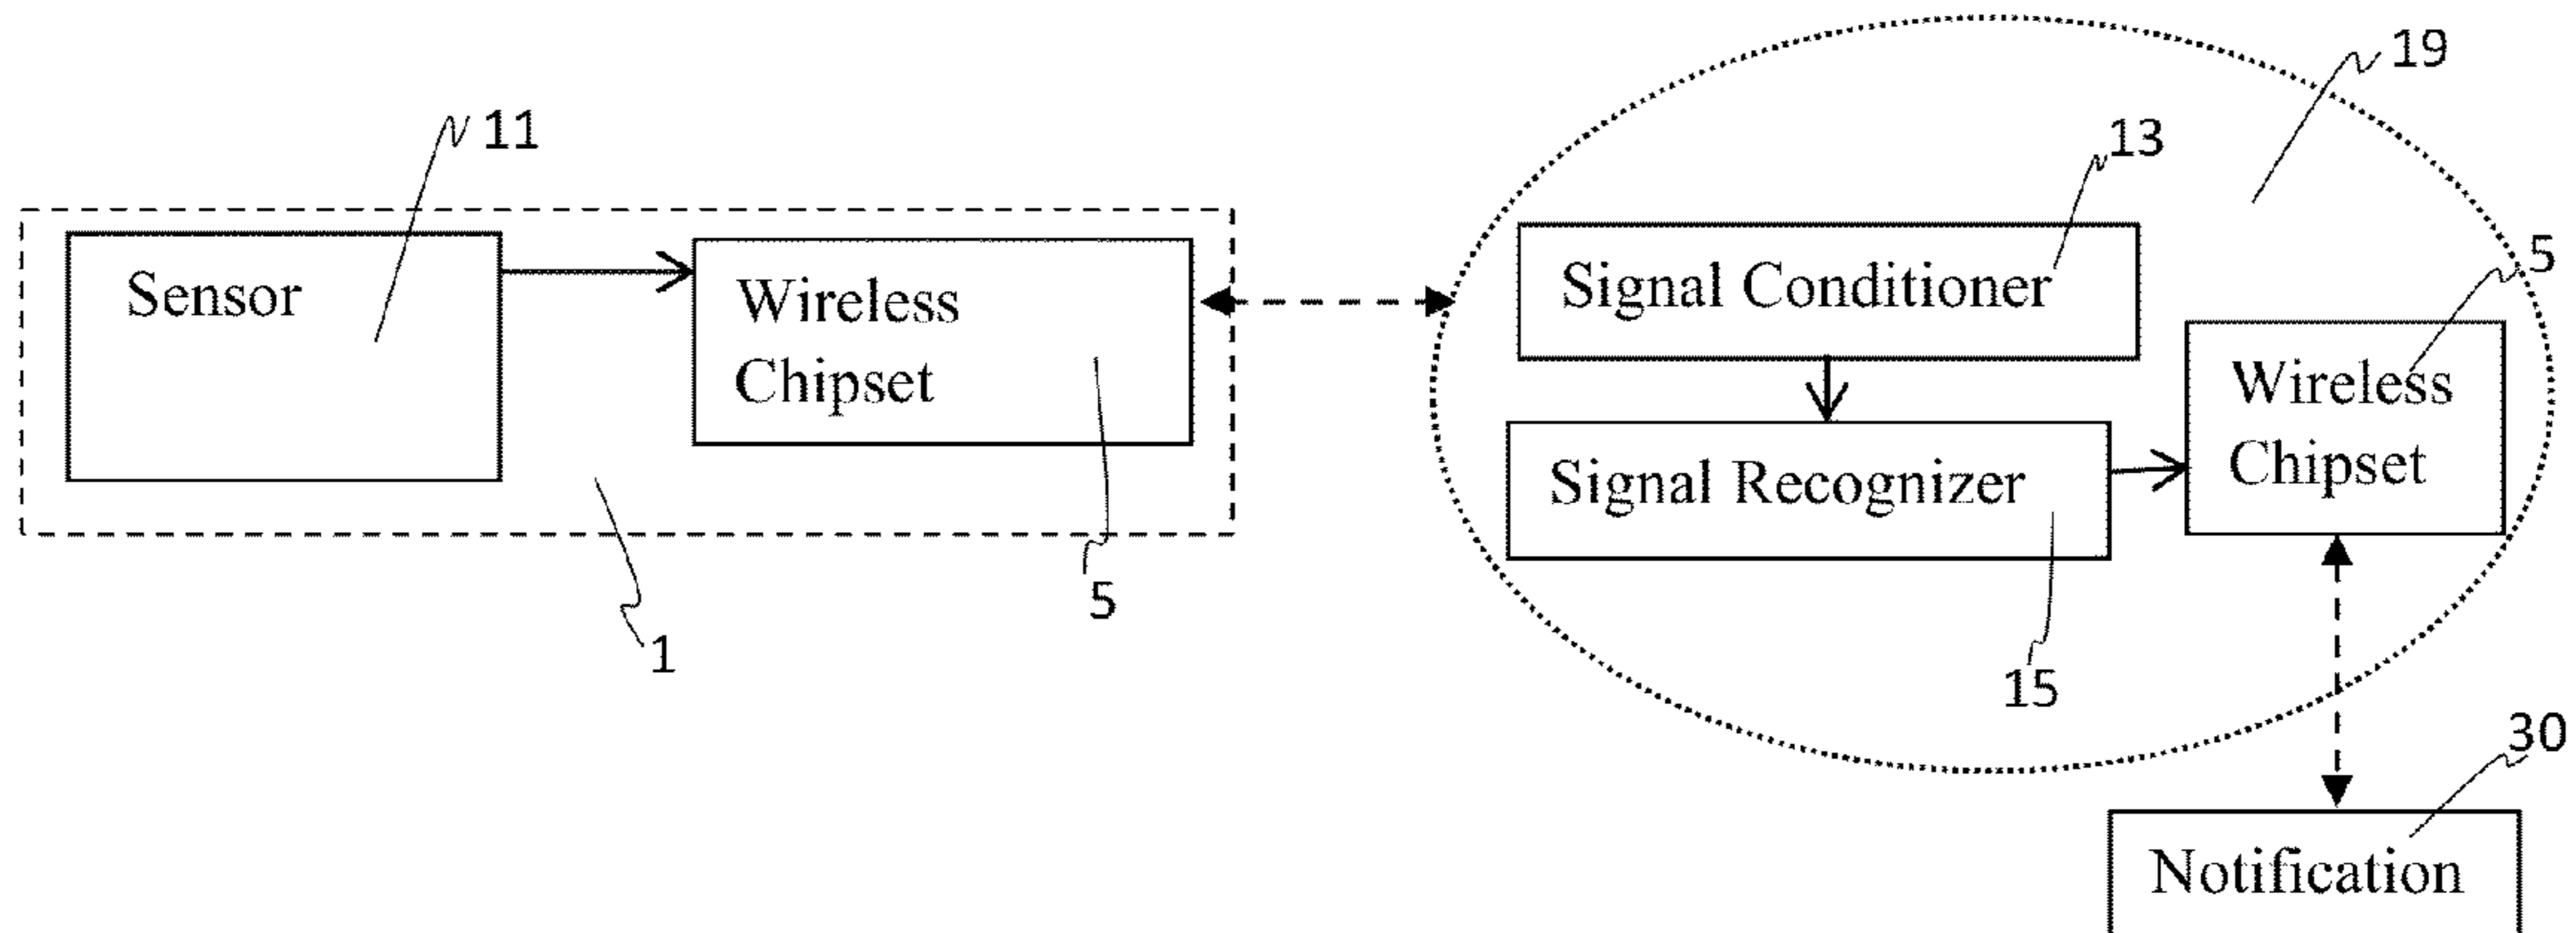 19
11
13
5
Sensor
Wireless
Chipset
Signal Conditioner
Wireless
Chipset
Signal Recognizer
5
1
15
30
Notification